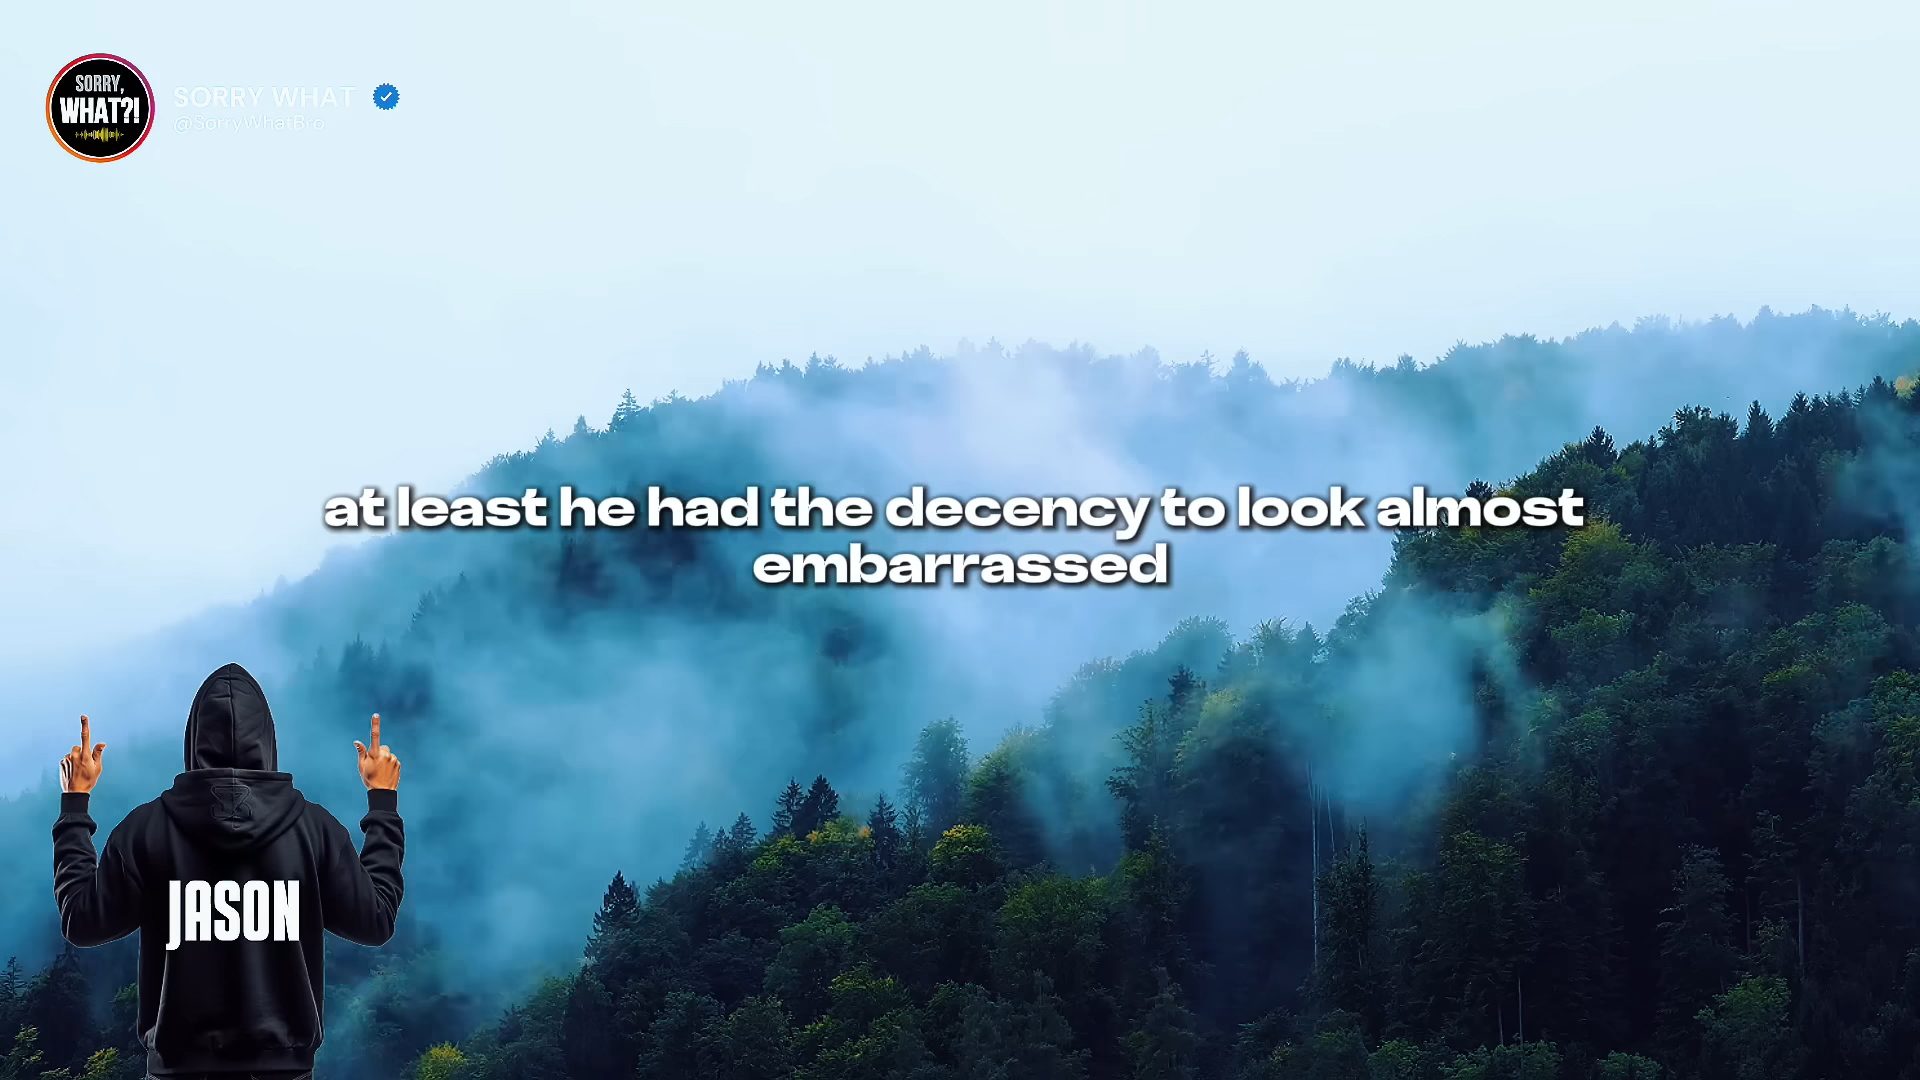 SORRY,
WHAT?!
SORRY WHAT
@SorryWhatBro
at least he had the decency to look almost
embarrassed
JASON